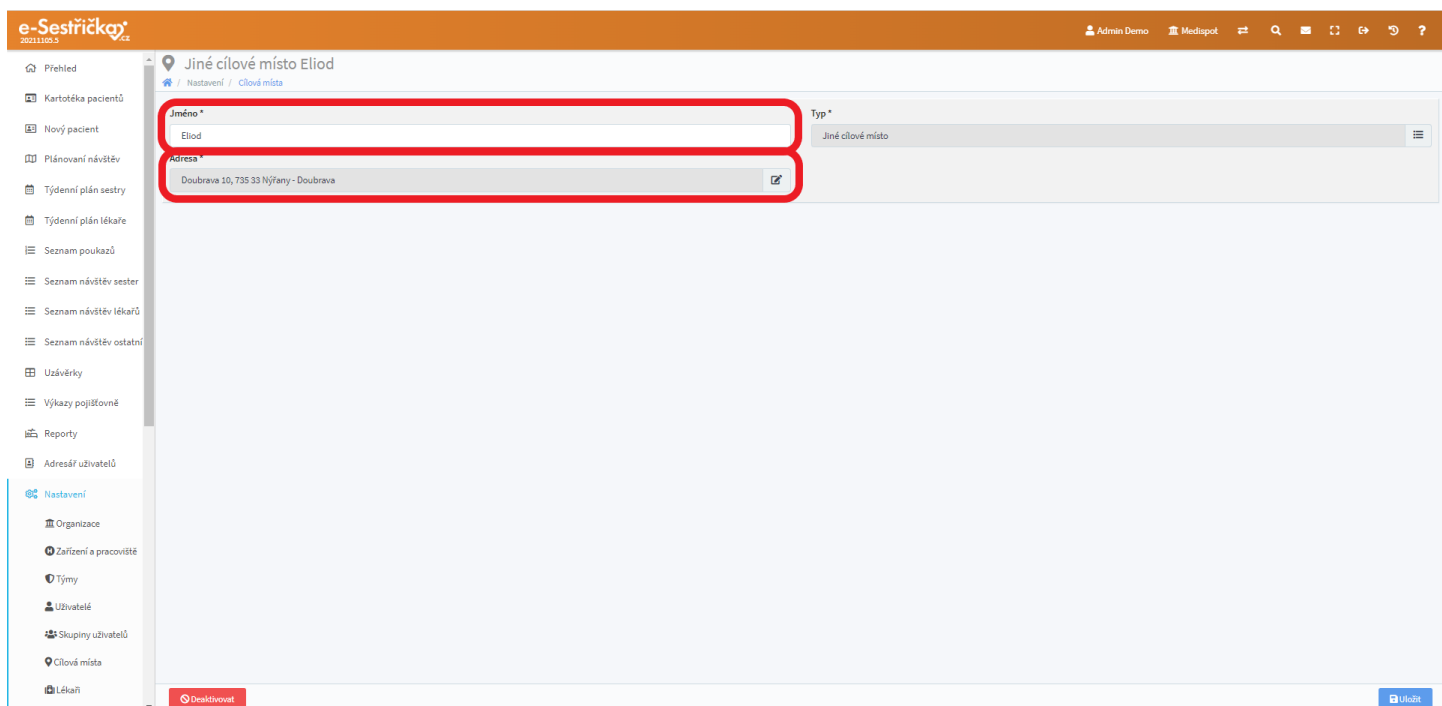 e-Sestřička.cz
20211105.5
Admin Demo
Medispot
Přehled
Kartotéka pacientů
Nový pacient
Plánovaní návštěv
Týdenní plán sestry
Týdenní plán lékaře
Seznam poukazů
Seznam návštěv sester
Seznam návštěv lékařů
Seznam návštěv ostatní
Uzávěrky
Výkazy pojišťovně
Reporty
Adresář uživatelů
Nastavení
Organizace
Zařízení a pracoviště
Týmy
Uživatelé
Skupiny uživatelů
Cílová místa
Lékaři
Jiné cílové místo Eliod
/ Nastavení / Cílová místa
Jméno *
Eliod
Typ *
Jiné cílové místo
Adresa *
Doubrava 10, 735 33 Nýřany - Doubrava
Deaktivovat
Uložit